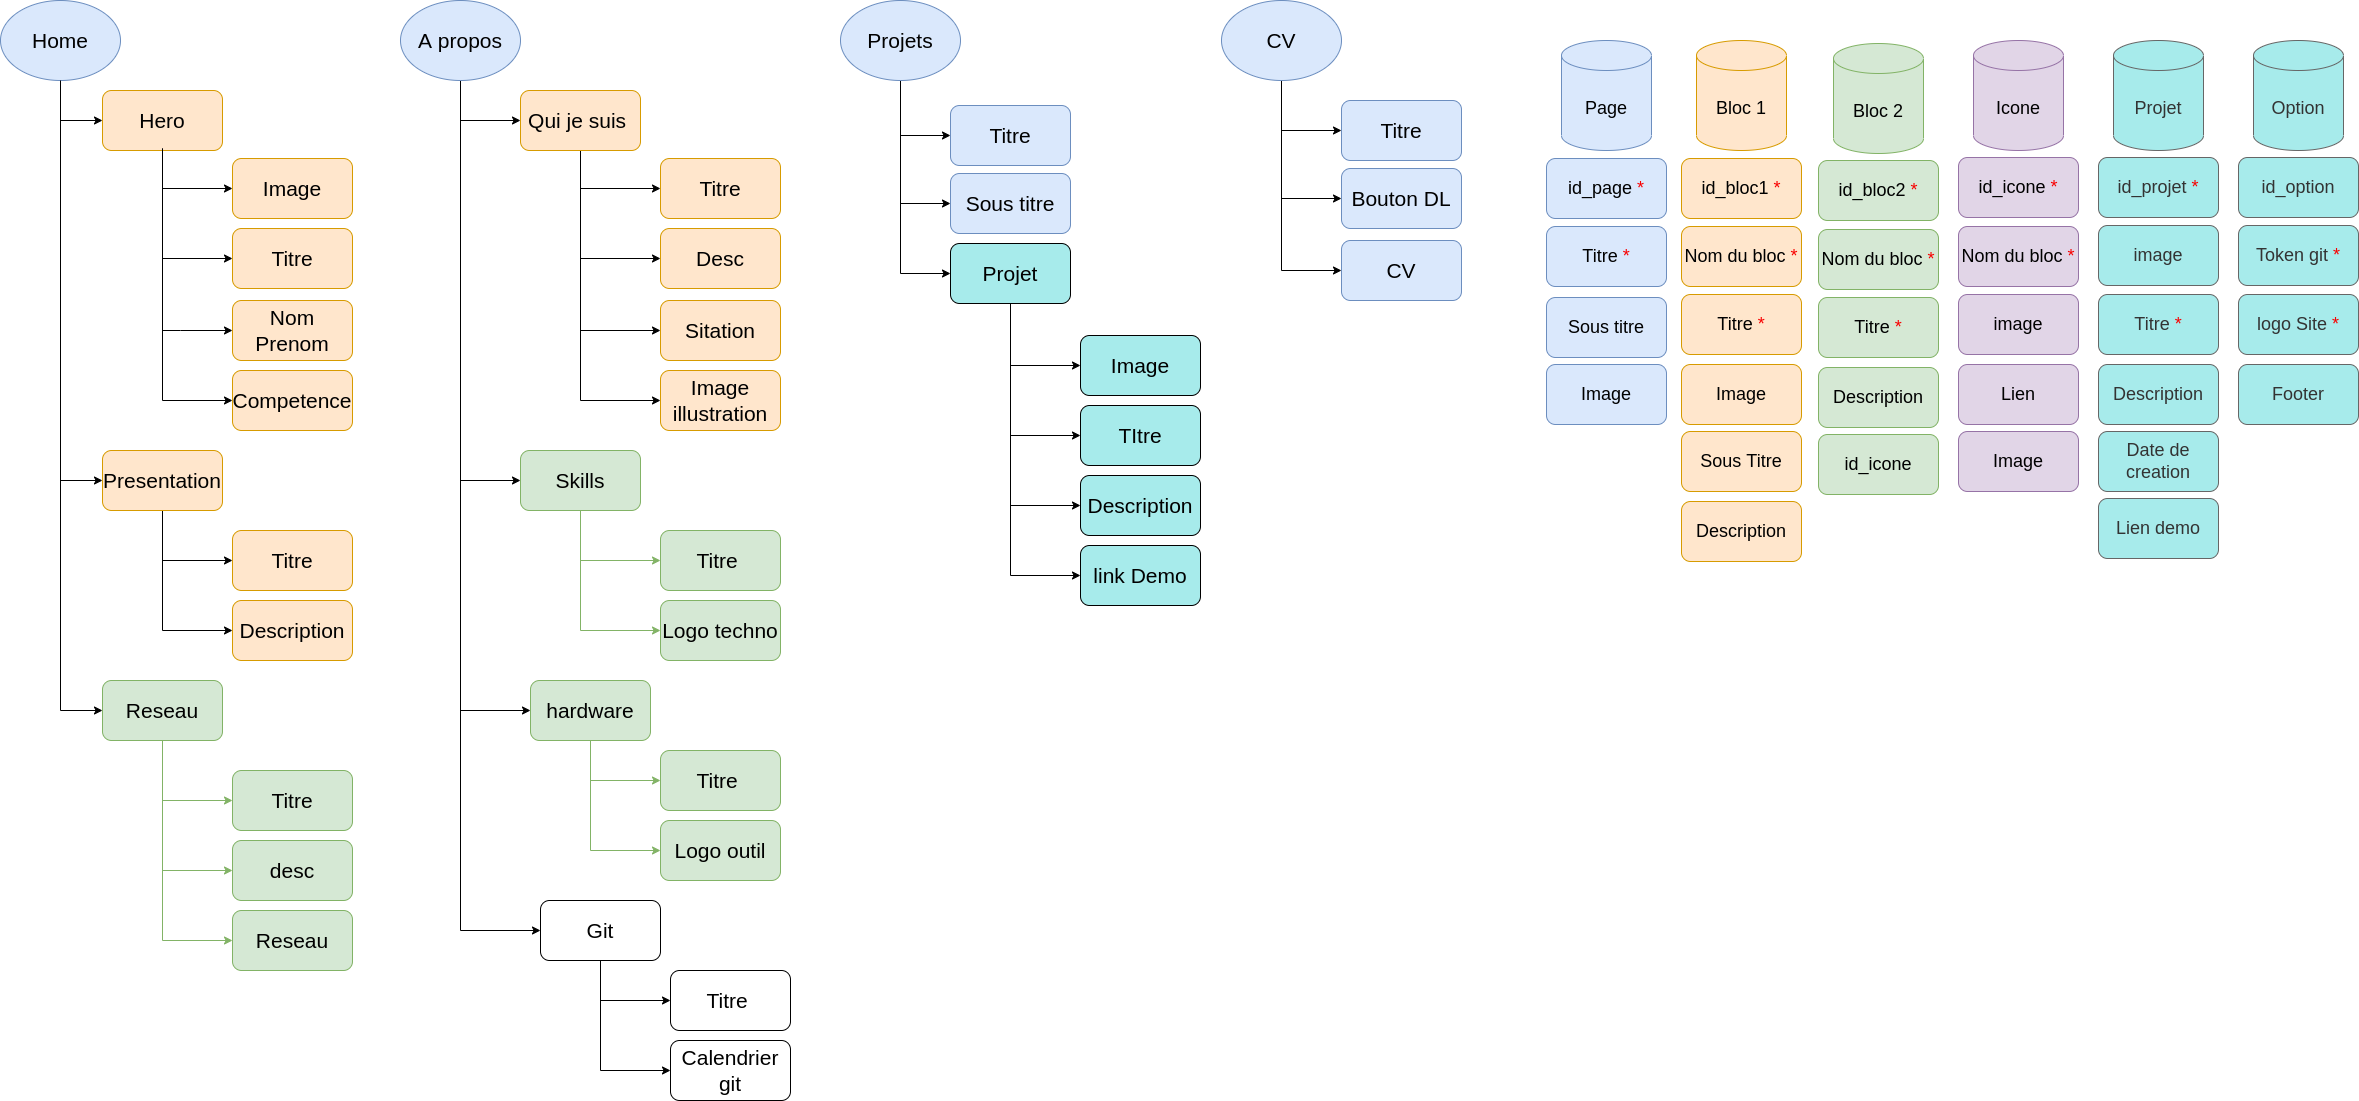 Home
Hero
Image
Titre
Nom
Prenom
Competence
Presentation
Titre
Description
Reseau
Titre
desc
Reseau
A propos
Qui je suis
Titre
Desc
Sitation
Image
illustration
Skills
Titre
Logo techno
hardware
Titre
Logo outil
Git
Titre
Calendrier
git
Projets
Titre
Sous titre
Projet
Image
TItre
Description
link Demo
CV
Titre
Bouton DL
CV
Page
id_page *
Titre *
Sous titre
Image
Bloc 1
id_bloc1 *
Nom du bloc *
Titre *
Image
Sous Titre
Description
Bloc 2
id_bloc2 *
Nom du bloc *
Titre *
Description
id_icone
Icone
id_icone *
Nom du bloc *
image
Lien
Image
Projet
id_projet *
image
Titre *
Description
Date de
creation
Lien demo
Option
id_option
Token git *
logo Site *
Footer